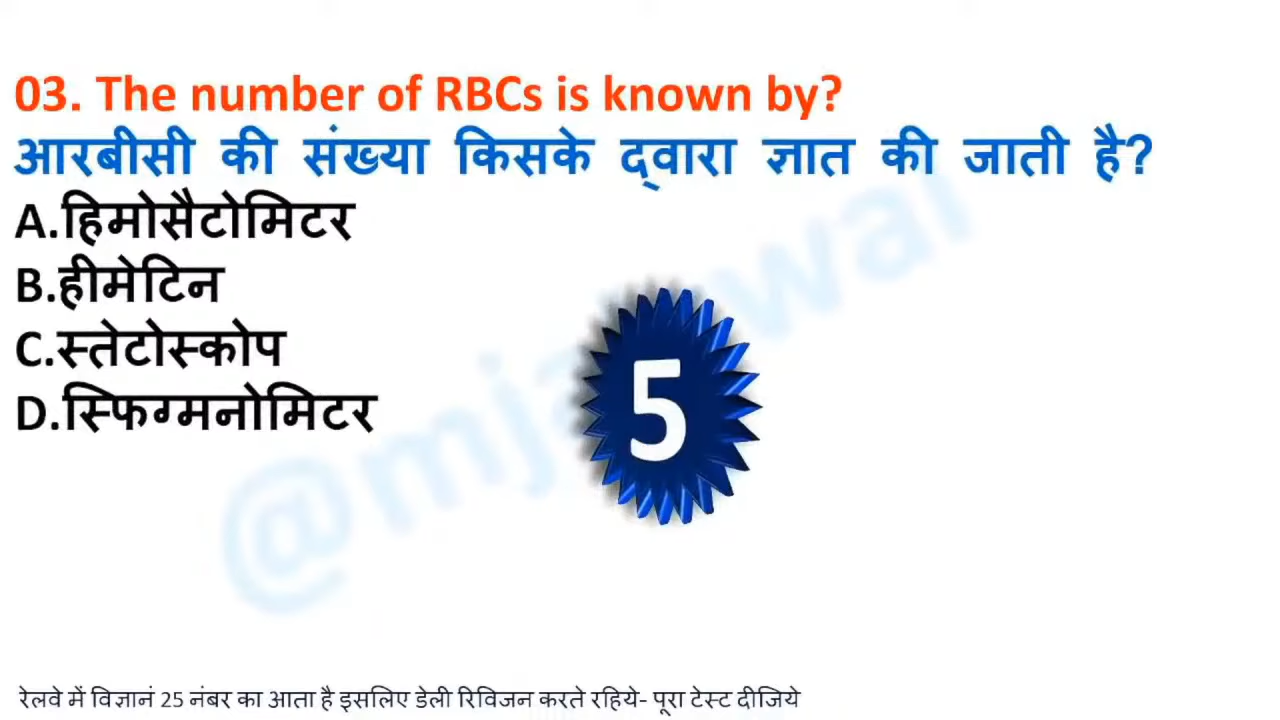 03. The number of RBCs is known by?
आरबीसी की संख्या किसके द्वारा ज्ञात की जाती है?
A.हिमोसैटोमिटर
B.हीमेटिन
C.स्तेटोस्कोप
D.स्फिग्मनोमिटर
5
रेलवे में विज्ञानं 25 नंबर का आता है इसलिए डेली रिविजन करते रहिये- पूरा टेस्ट दीजिये